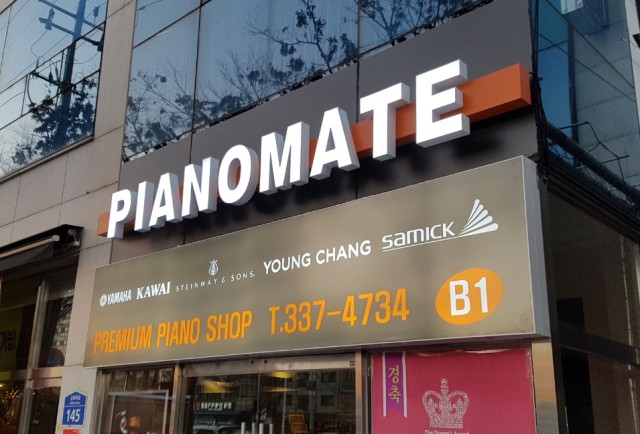 PIANOMATE
YAMAHA KAWAI STEINWAY & SONS. YOUNG CHANG SAMICK
PREMIUM PIANO SHOP T.337-4734 B1
경축
145